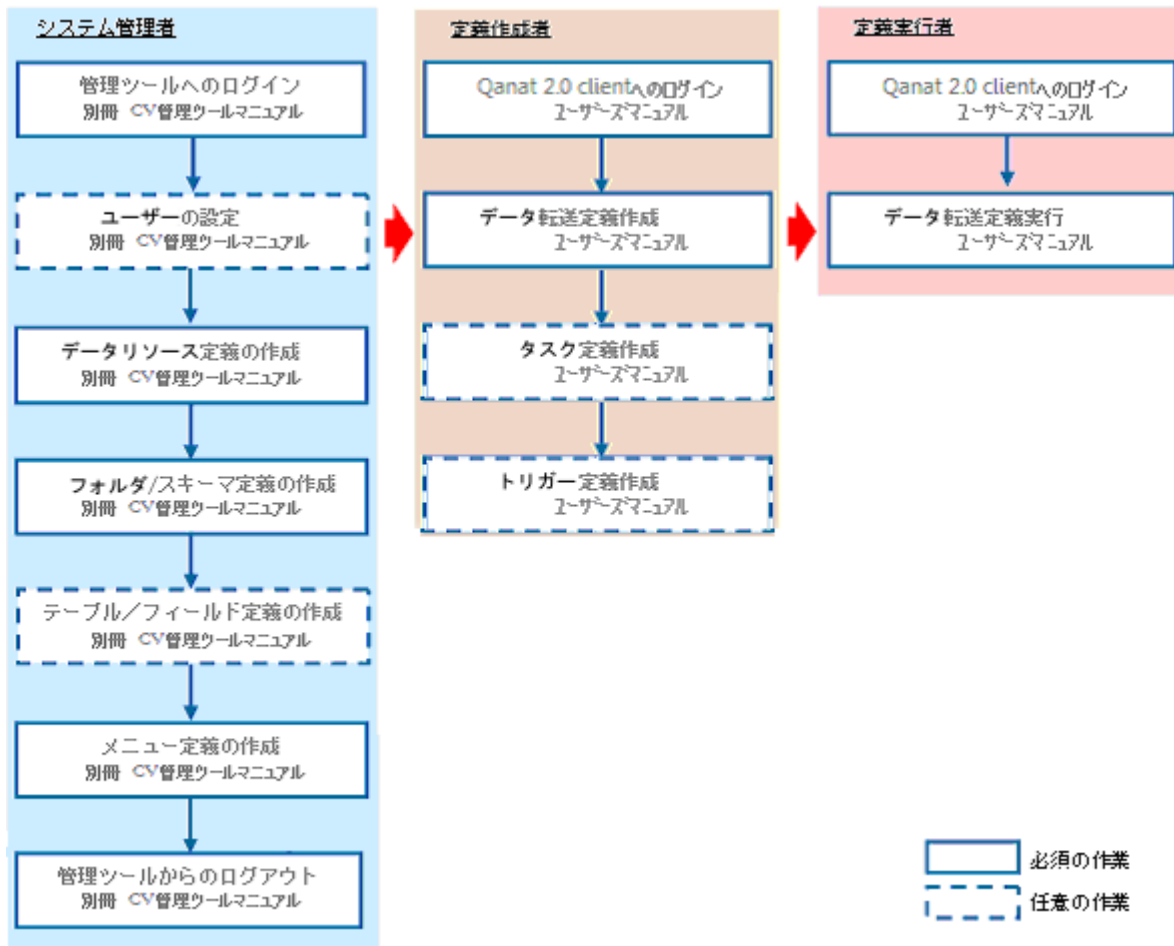 システム管理者
管理ツールへのログイン
別冊 CV管理ツールマニュアル
ユーザーの設定
別冊 CV管理ツールマニュアル
データリソース定義の作成
別冊 CV管理ツールマニュアル
フォルダ/スキーマ定義の作成
別冊 CV管理ツールマニュアル
テーブル／フィールド定義の作成
別冊 CV管理ツールマニュアル
メニュー定義の作成
別冊 CV管理ツールマニュアル
管理ツールからのログアウト
別冊 CV管理ツールマニュアル
定義作成者
Qanat 2.0 clientへのログイン
ユーザーズマニュアル
データ転送定義作成
ユーザーズマニュアル
タスク定義作成
ユーザーズマニュアル
トリガー定義作成
ユーザーズマニュアル
定義実行者
Qanat 2.0 clientへのログイン
ユーザーズマニュアル
データ転送定義実行
ユーザーズマニュアル
必須の作業
任意の作業